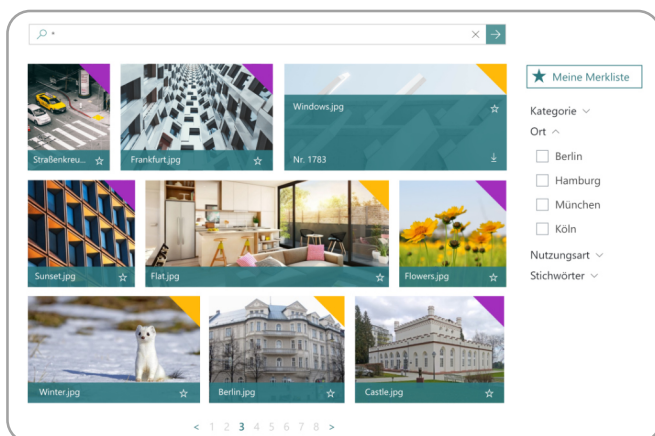 *
Meine Merkliste
Straßenkreu...
Frankfurt.jpg
Windows.jpg
Nr. 1783
Kategorie
Ort
Berlin
Hamburg
München
Köln
Nutzungsart
Stichwörter
Sunset.jpg
Flat.jpg
Flowers.jpg
Winter.jpg
Berlin.jpg
Castle.jpg
< 1 2 3 4 5 6 7 8 >